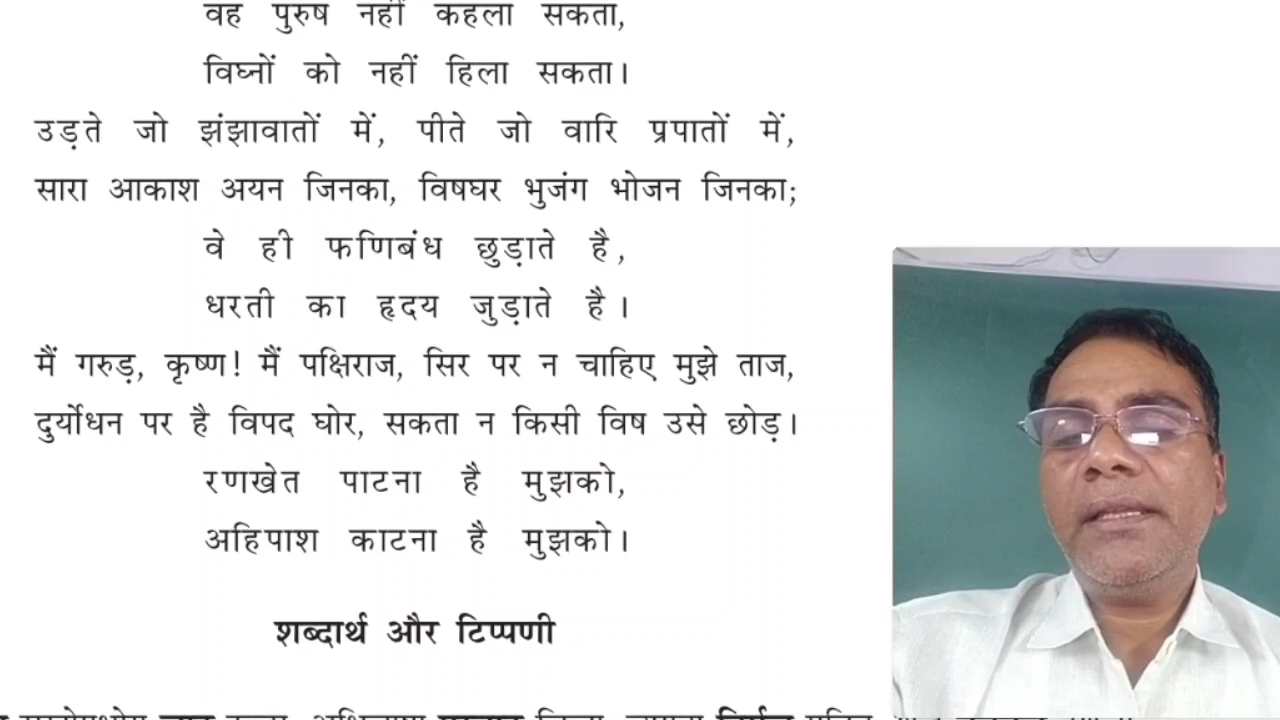 वह पुरुष नहीं कहला सकता,
विघ्नों को नहीं हिला सकता।
उड़ते जो झंझावातों में, पीते जो वारि प्रपातों में,
सारा आकाश अयन जिनका, विषघर भुजंग भोजन जिनका;
वे ही फणिबंध छुड़ाते है,
धरती का हृदय जुड़ाते है।
मैं गरुड़, कृष्ण! मैं पक्षिराज, सिर पर न चाहिए मुझे ताज,
दुर्योधन पर है विपद घोर, सकता न किसी विष उसे छोड़।
रणखेत पाटना है मुझको,
अहिपाश काटना है मुझको।
शब्दार्थ और टिप्पणी